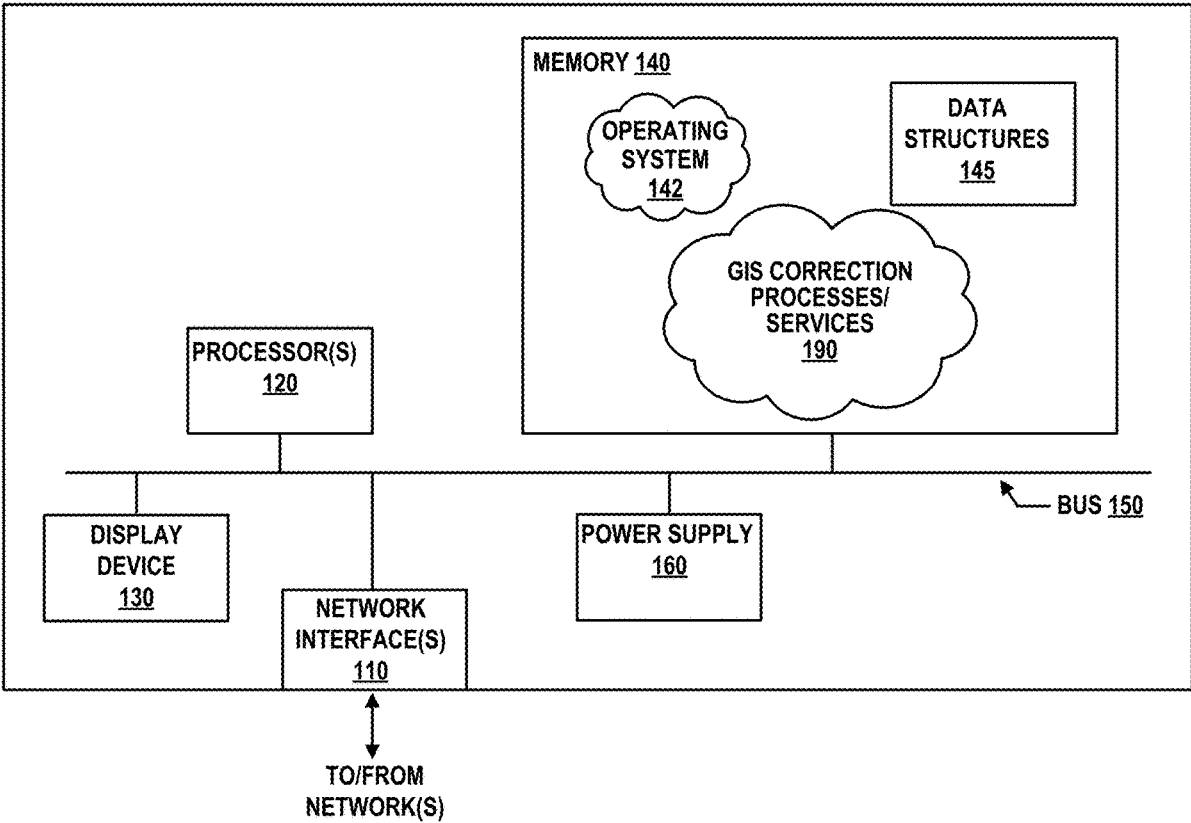 MEMORY 140
OPERATING
SYSTEM
142
DATA
STRUCTURES
145
GIS CORRECTION
PROCESSES/
SERVICES
190
PROCESSOR(S)
120
BUS 150
DISPLAY
DEVICE
130
POWER SUPPLY
160
NETWORK
INTERFACE(S)
110
TO/FROM
NETWORK(S)